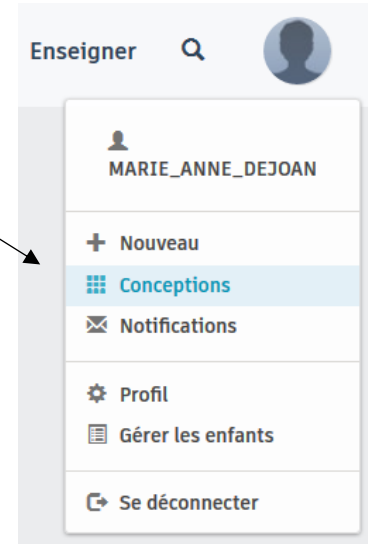 Enseigner
MARIE_ANNE_DEJOAN
Nouveau
Conceptions
Notifications
Profil
Gérer les enfants
Se déconnecter